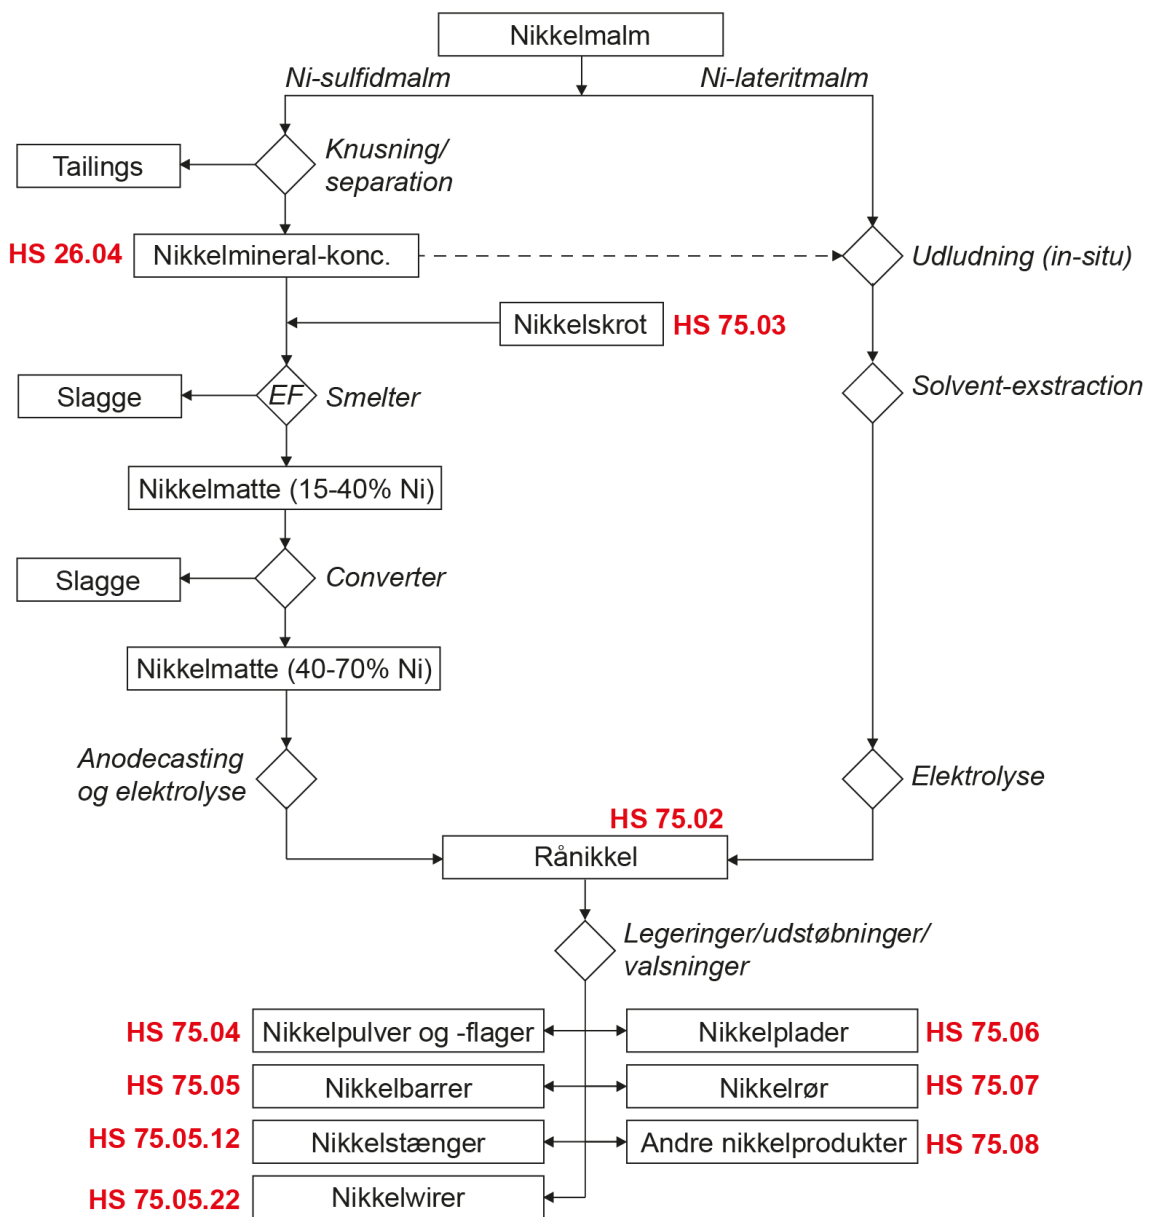 Nikkelmalm
Ni-sulfidmalm
Ni-lateritmalm
Tailings
Knusning/
separation
HS 26.04
Nikkelmineral-konc.
Udludning (in-situ)
Nikkelskrot
HS 75.03
Slagge
EF
Smelter
Solvent-exstraction
Nikkelmatte (15-40% Ni)
Slagge
Converter
Nikkelmatte (40-70% Ni)
Anodecasting
og elektrolyse
Elektrolyse
HS 75.02
Rånikkel
Legeringer/udstøbninger/
valsninger
HS 75.04
Nikkelpulver og -flager
Nikkelplader
HS 75.06
HS 75.05
Nikkelbarrer
Nikkelrør
HS 75.07
HS 75.05.12
Nikkelstænger
Andre nikkelprodukter
HS 75.08
HS 75.05.22
Nikkelwirer